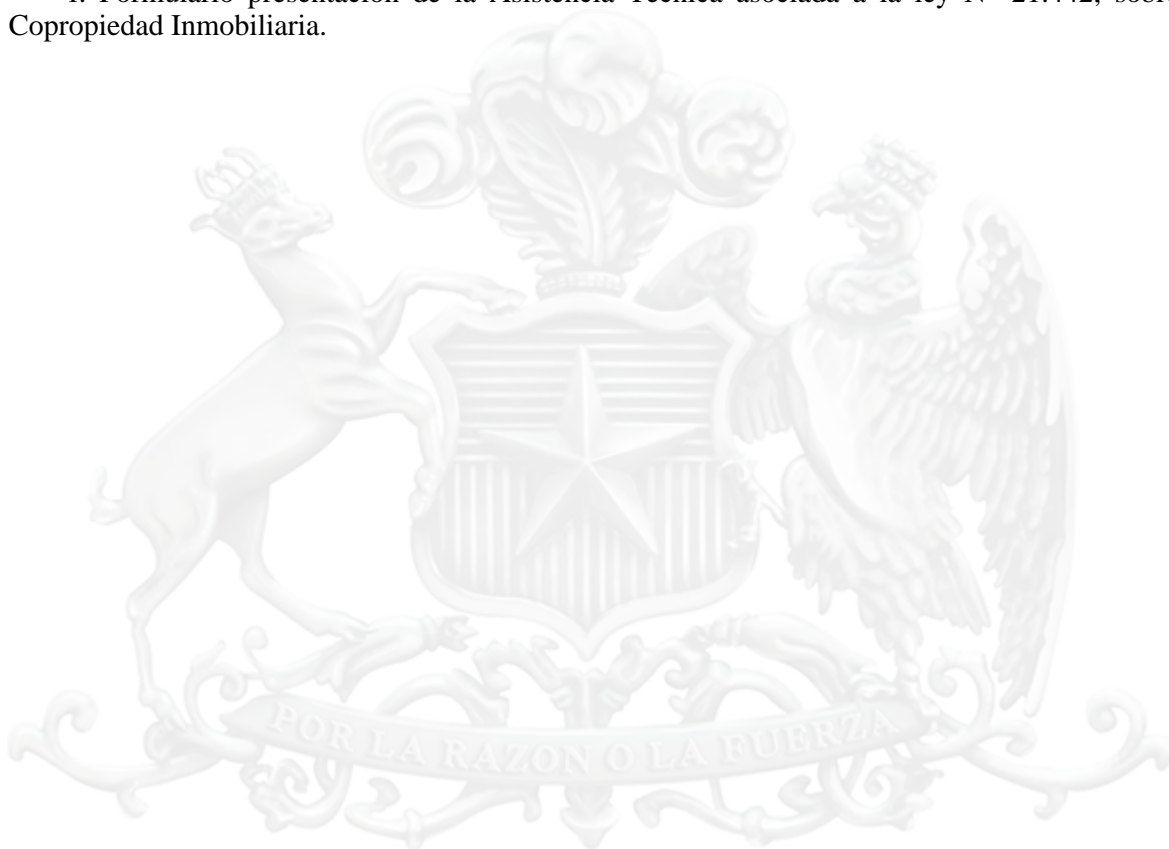 Formulario presentación de la Asistencia Técnica asociada a la ley N° 21.442, sobre
Copropiedad Inmobiliaria.
POR LA RAZON O LA FUERZA